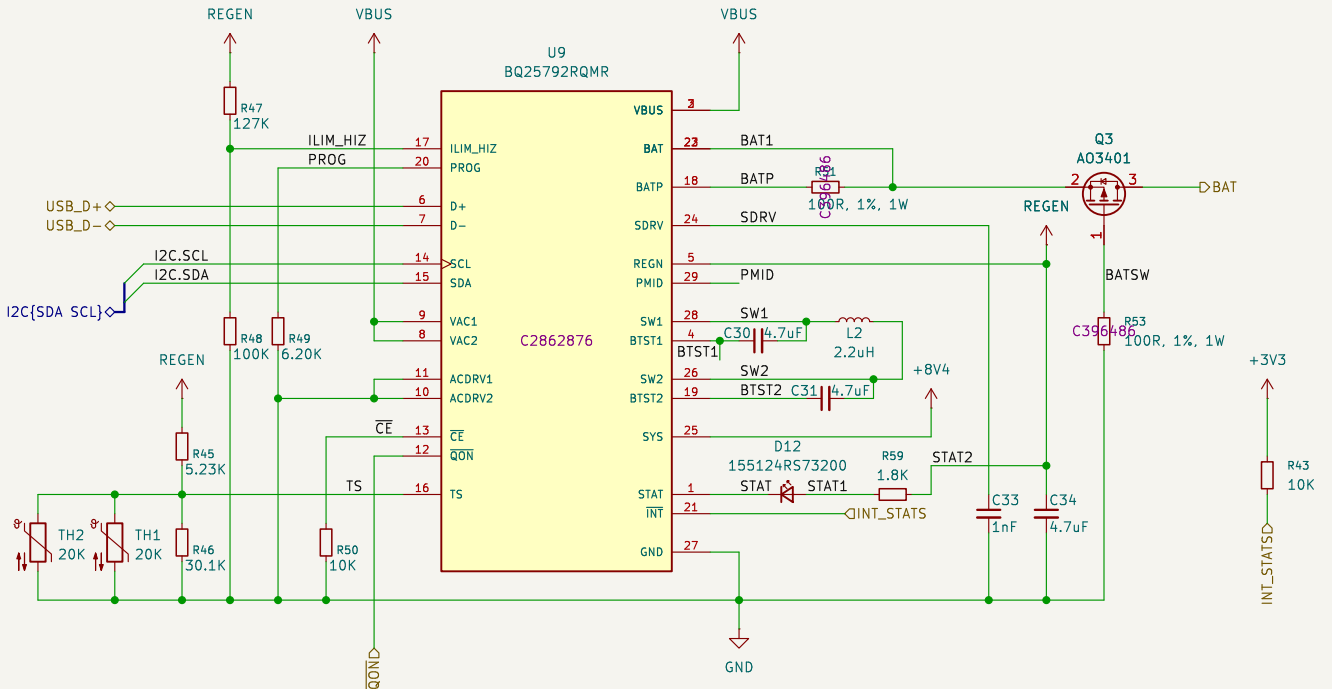 REGEN
VBUS
VBUS
U9
BQ25792RQMR
R47
127K
ILIM_HIZ
17
ILIM_HIZ
PROG
20
PROG
USB_D+
6
D+
USB_D-
7
D-
I2C.SCL
14
SCL
I2C.SDA
15
SDA
I2C{SDA SCL}
9
VAC1
8
VAC2
R48
100K
R49
6.20K
C2862876
REGEN
11
ACDRV1
10
ACDRV2
CE
13
CE
12
QON
R45
5.23K
TS
16
TS
TH2
20K
TH1
20K
R46
30.1K
R50
10K
QON
VBUS
BAT
BAT1
BATP
18
BATP
C396486
100R, 1%, 1W
SDRV
24
SDRV
REGN
5
PMID
29
PMID
SW1
28
SW1
BTST1
4
BTST1
C30
4.7uF
L2
2.2uH
SW2
26
SW2
BTST2
19
BTST2
C31
4.7uF
+8V4
SYS
25
D12
155124RS73200
R59
1.8K
STAT2
STAT
1
STAT
STAT1
INT
21
INT_STATS
GND
27
GND
C33
1nF
C34
4.7uF
Q3
AO3401
2
3
1
BAT
REGEN
BATSW
R53
C396486
100R, 1%, 1W
+3V3
R43
10K
INT_STATS